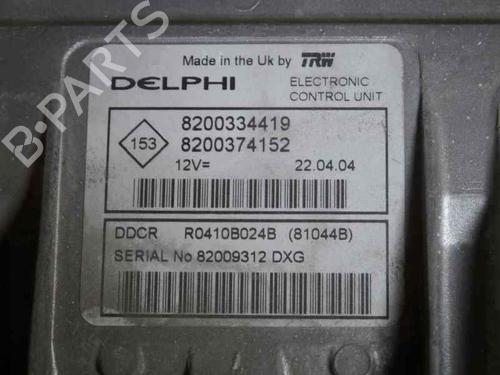 B-PARTS
Made in the Uk by TRW
DELPHI
ELECTRONIC
CONTROL UNIT
153
8200334419
8200374152
12V=
22.04.04
DDCR R0410B024B (81044B)
SERIAL No 82009312 DXG
B-PARTS